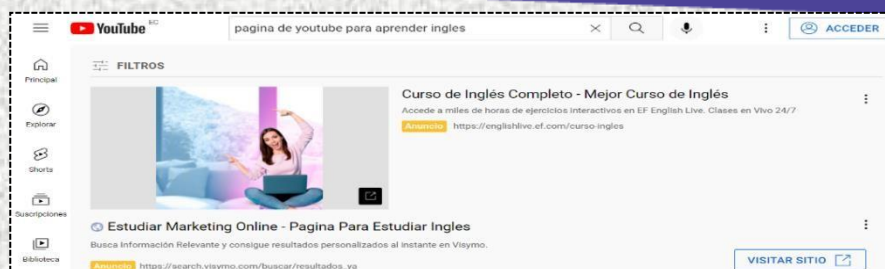 YouTube EC
pagina de youtube para aprender ingles
ACCEDER
Principal
Explorar
Shorts
Suscripciones
Biblioteca
FILTROS
Curso de Inglés Completo - Mejor Curso de Inglés
Accede a miles de horas de ejercicios interactivos en EF English Live. Clases en Vivo 24/7
Anuncio https://englishlive.ef.com/curso-ingles
Estudiar Marketing Online - Pagina Para Estudiar Ingles
Busca Información Relevante y consigue resultados personalizados al instante en Visymo.
Anuncio https://search.visymo.com/buscar/resultados_ya
VISITAR SITIO